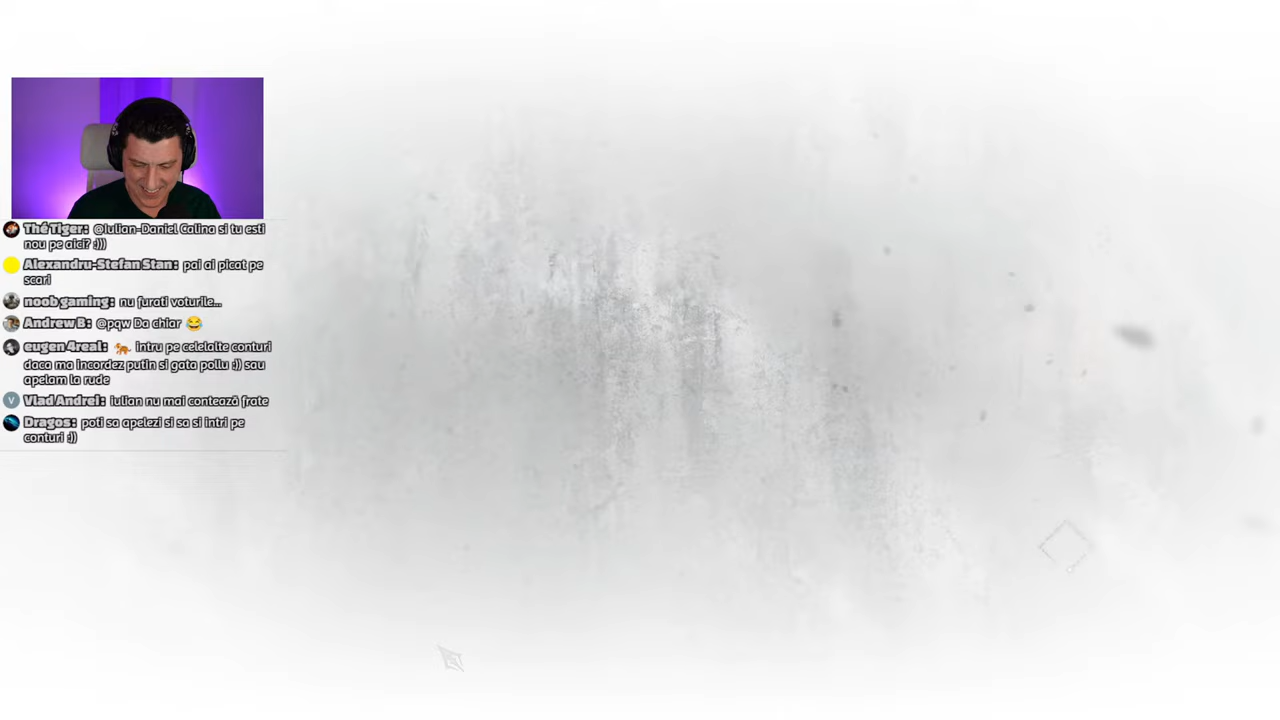 Thé Tiger: @Iulian-Daniel Calina si tu esti
nou pe aici? :)))
Alexandru-Stefan Stan: pai ai picat pe
scari
noob gaming: nu furati voturile...
Andrew B: @pqw Da chiar 😂
eugen 4real: 🐅 intru pe celelalte conturi
daca ma incordez putin si gata pollu :)) sau
apelam la rude
V Vlad Andrei: iulian nu mai contează frate
Dragos: poti sa apelezi si sa si intri pe
conturi :))